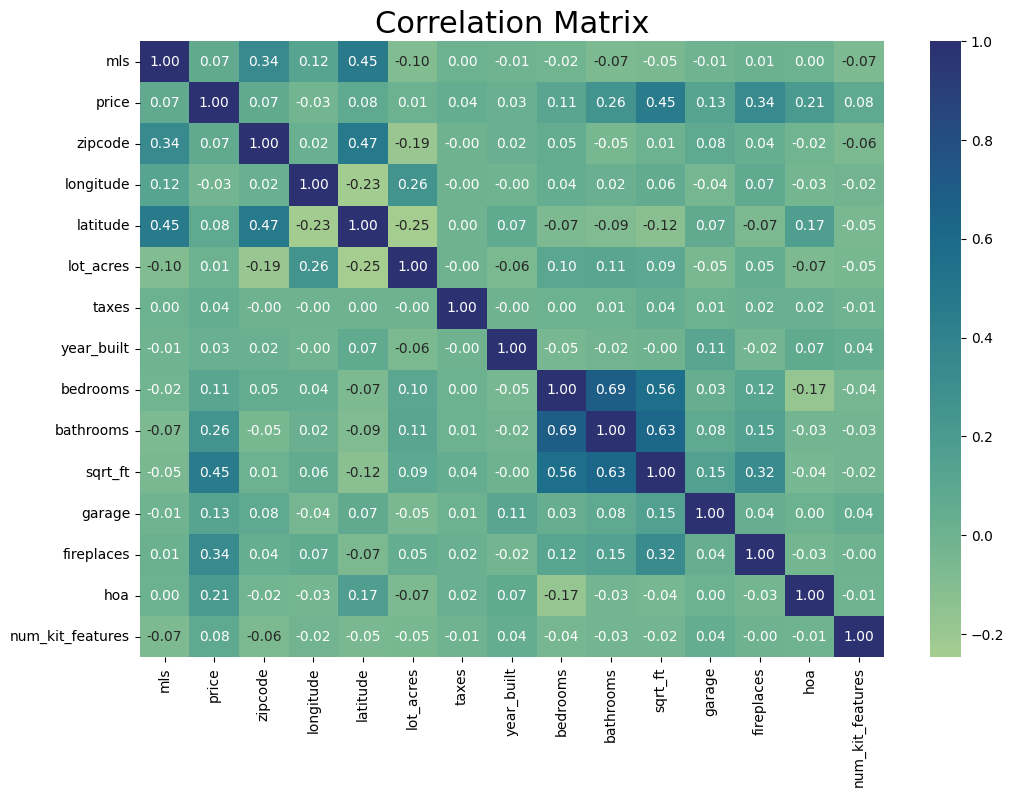 Correlation Matrix
mls 1.00 0.07 0.34 0.12 0.45 -0.10 0.00 -0.01 -0.02 -0.07 -0.05 -0.01 0.01 0.00 -0.07
price 0.07 1.00 0.07 -0.03 0.08 0.01 0.04 0.03 0.11 0.26 0.45 0.13 0.34 0.21 0.08
zipcode 0.34 0.07 1.00 0.02 0.47 -0.19 -0.00 0.02 0.05 -0.05 0.01 0.08 0.04 -0.02 -0.06
longitude 0.12 -0.03 0.02 1.00 -0.23 0.26 -0.00 -0.00 0.04 0.02 0.06 -0.04 0.07 -0.03 -0.02
latitude 0.45 0.08 0.47 -0.23 1.00 -0.25 0.00 0.07 -0.07 -0.09 -0.12 0.07 -0.07 0.17 -0.05
lot_acres -0.10 0.01 -0.19 0.26 -0.25 1.00 -0.00 -0.06 0.10 0.11 0.09 -0.05 0.05 -0.07 -0.05
taxes 0.00 0.04 -0.00 -0.00 0.00 -0.00 1.00 -0.00 0.00 0.01 0.04 0.01 0.02 0.02 -0.01
year_built -0.01 0.03 0.02 -0.00 0.07 -0.06 -0.00 1.00 -0.05 -0.02 -0.00 0.11 -0.02 0.07 0.04
bedrooms -0.02 0.11 0.05 0.04 -0.07 0.10 0.00 -0.05 1.00 0.69 0.56 0.03 0.12 -0.17 -0.04
bathrooms -0.07 0.26 -0.05 0.02 -0.09 0.11 0.01 -0.02 0.69 1.00 0.63 0.08 0.15 -0.03 -0.03
sqrt_ft -0.05 0.45 0.01 0.06 -0.12 0.09 0.04 -0.00 0.56 0.63 1.00 0.15 0.32 -0.04 -0.02
garage -0.01 0.13 0.08 -0.04 0.07 -0.05 0.01 0.11 0.03 0.08 0.15 1.00 0.04 0.00 0.04
fireplaces 0.01 0.34 0.04 0.07 -0.07 0.05 0.02 -0.02 0.12 0.15 0.32 0.04 1.00 -0.03 -0.00
hoa 0.00 0.21 -0.02 -0.03 0.17 -0.07 0.02 0.07 -0.17 -0.03 -0.04 0.00 -0.03 1.00 -0.01
num_kit_features -0.07 0.08 -0.06 -0.02 -0.05 -0.05 -0.01 0.04 -0.04 -0.03 -0.02 0.04 -0.00 -0.01 1.00
mls price zipcode longitude latitude lot_acres taxes year_built bedrooms bathrooms sqrt_ft garage fireplaces hoa num_kit_features
1.0
0.8
0.6
0.4
0.2
0.0
−0.2